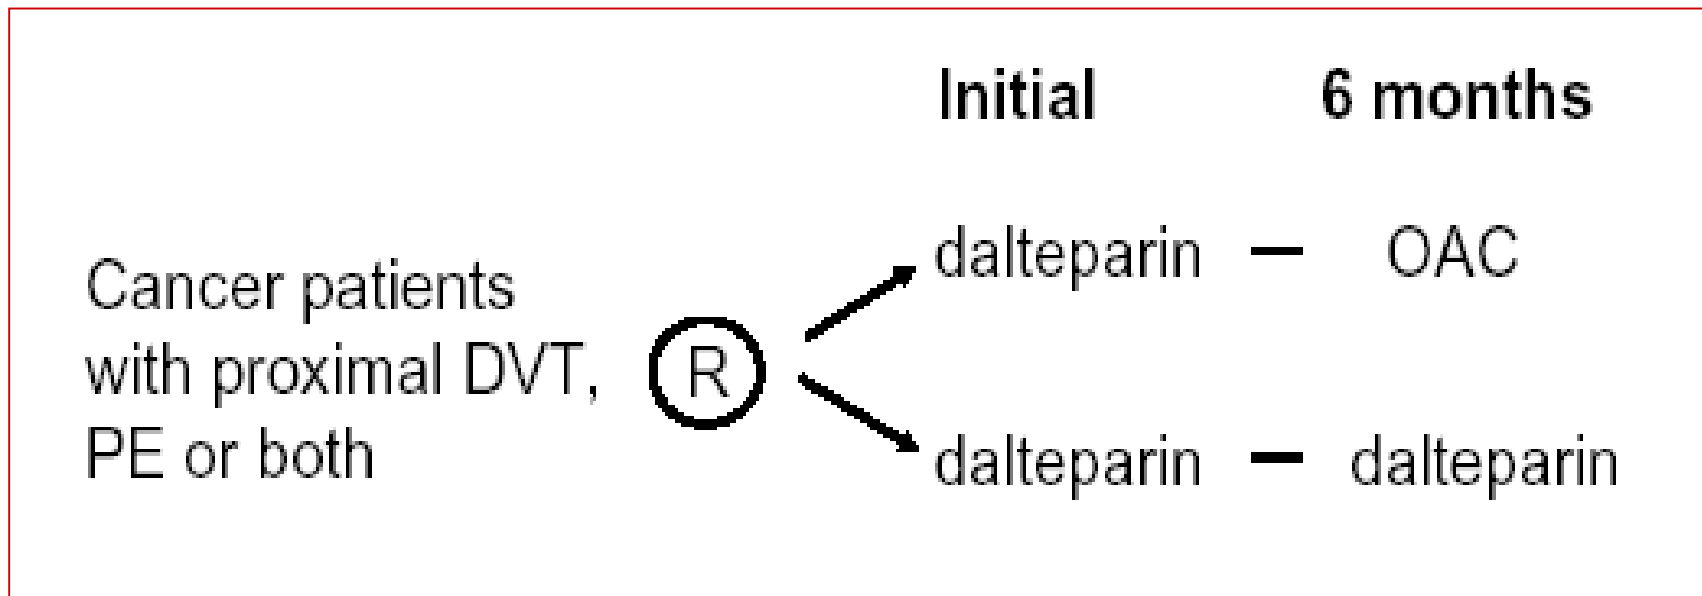 Initial 6 months
dalteparin — OAC
Cancer patients
with proximal DVT,
PE or both
R
dalteparin — dalteparin